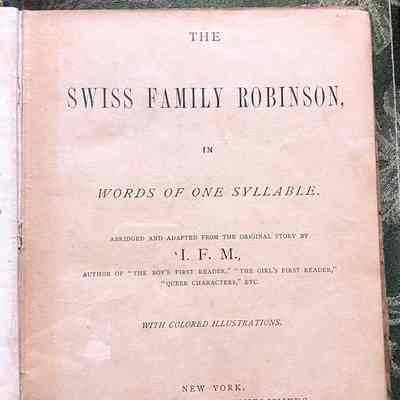 THE
SWISS FAMILY ROBINSON,
IN
WORDS OF ONE SYLLABLE.
ABRIDGED AND ADAPTED FROM THE ORIGINAL STORY BY
I. F. M.,
AUTHOR OF "THE BOY'S FIRST READER," "THE GIRL'S FIRST READER,"
"QUEER CHARACTERS," ETC.
WITH COLORED ILLUSTRATIONS.
NEW YORK.